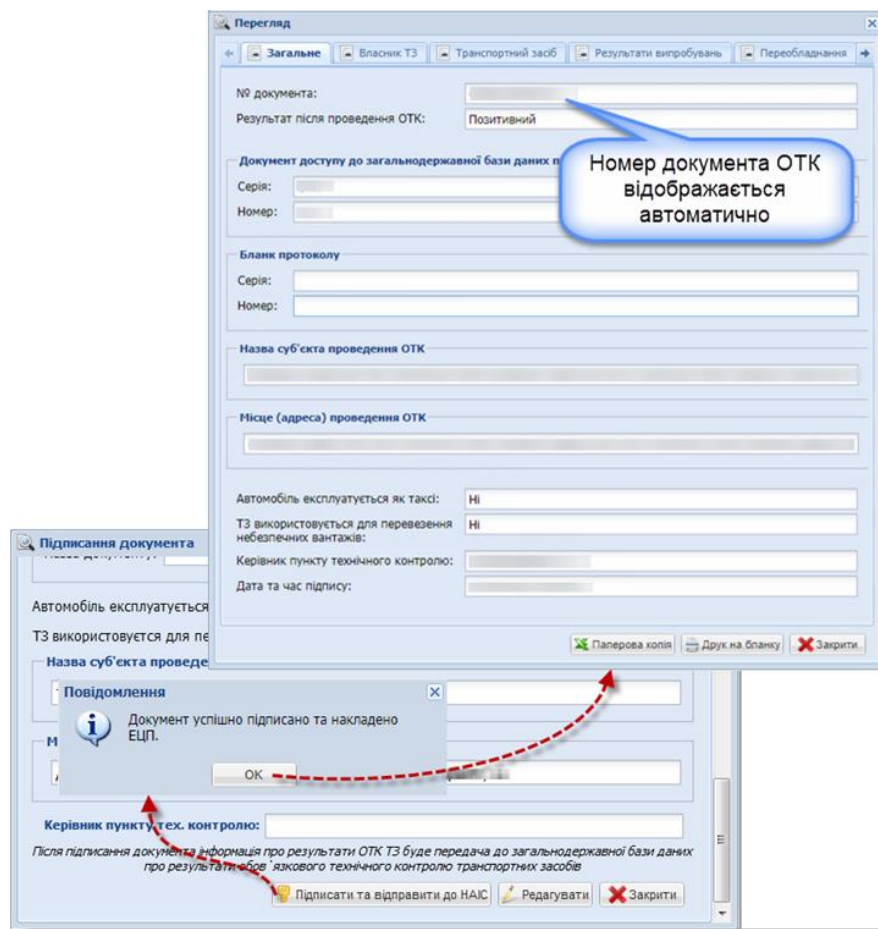 Перегляд
Загальне Власник ТЗ Транспортний засіб Результати випробувань Переобладнання
№ документа:
Результат після проведення ОТК: Позитивний
Документ доступу до загальнодержавної бази даних
Номер документа ОТК
відображається
автоматично
Серія:
Номер:
Бланк протоколу
Серія:
Номер:
Назва суб'єкта проведення ОТК
Місце (адреса) проведення ОТК
Автомобіль експлуатується як таксі: Ні
ТЗ використовується для перевезення Ні
небезпечних вантажів:
Керівник пункту технічного контролю:
Дата та час підпису:
Паперова копія Друк на бланку Закрити
Підписання документа
Автомобіль експлуатується
ТЗ використовуєтся для
Назва суб'єкта
Повідомлення
Документ успішно підписано та накладено
ЕЦП.
OK
Керівник пункту тех. контролю:
Після підписання документа інформація про результати ОТК ТЗ буде передача до загальнодержавної бази даних
про результати обов`язкового технічного контролю транспортних засобів
Підписати та відправити до НАІС Редагувати Закрити